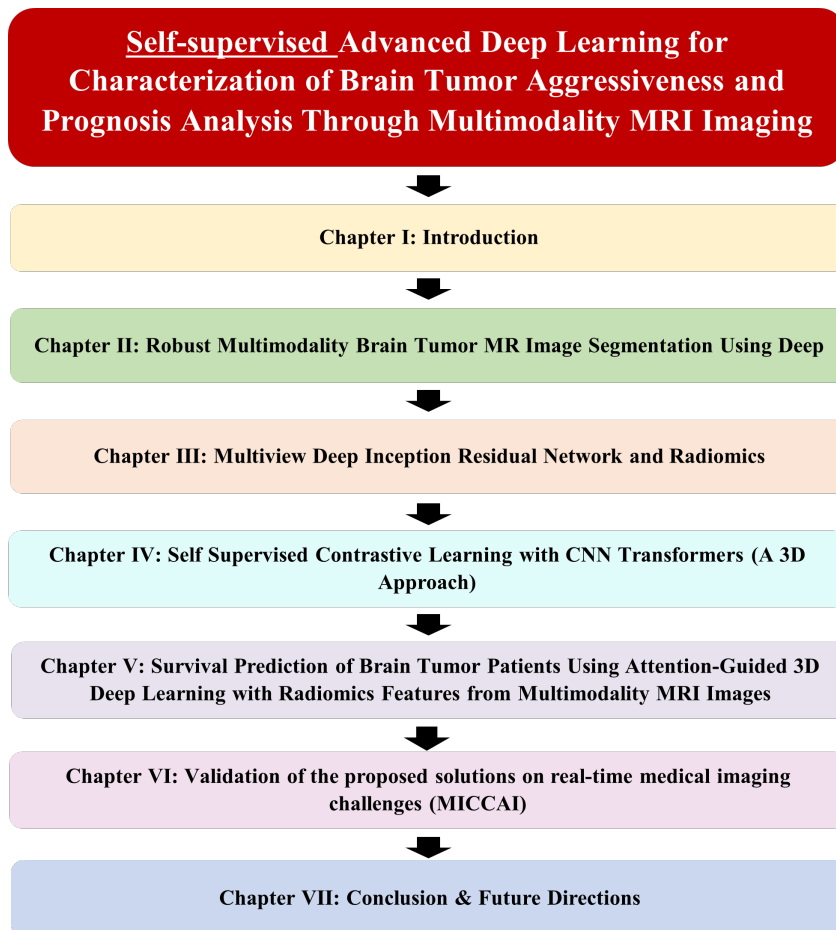 Self-supervised Advanced Deep Learning for
Characterization of Brain Tumor Aggressiveness and
Prognosis Analysis Through Multimodality MRI Imaging
Chapter I: Introduction
Chapter II: Robust Multimodality Brain Tumor MR Image Segmentation Using Deep
Chapter III: Multiview Deep Inception Residual Network and Radiomics
Chapter IV: Self Supervised Contrastive Learning with CNN Transformers (A 3D
Approach)
Chapter V: Survival Prediction of Brain Tumor Patients Using Attention-Guided 3D
Deep Learning with Radiomics Features from Multimodality MRI Images
Chapter VI: Validation of the proposed solutions on real-time medical imaging
challenges (MICCAI)
Chapter VII: Conclusion & Future Directions